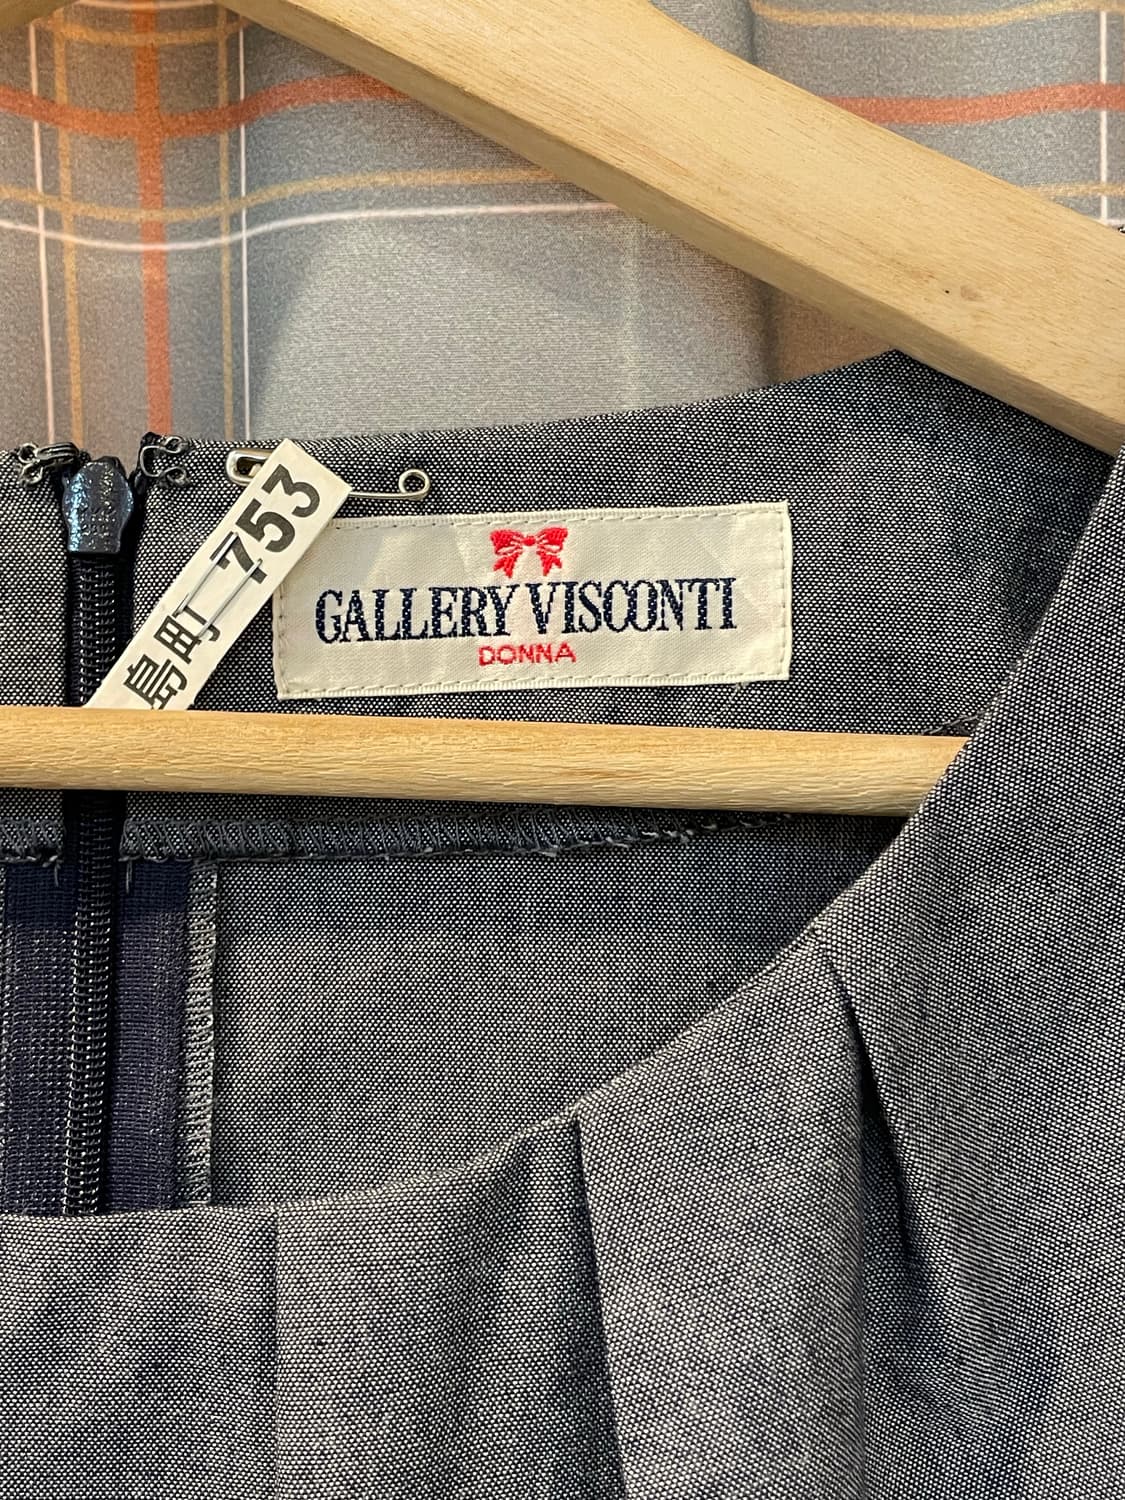 島町 753
GALLERY VISCONTI
DONNA